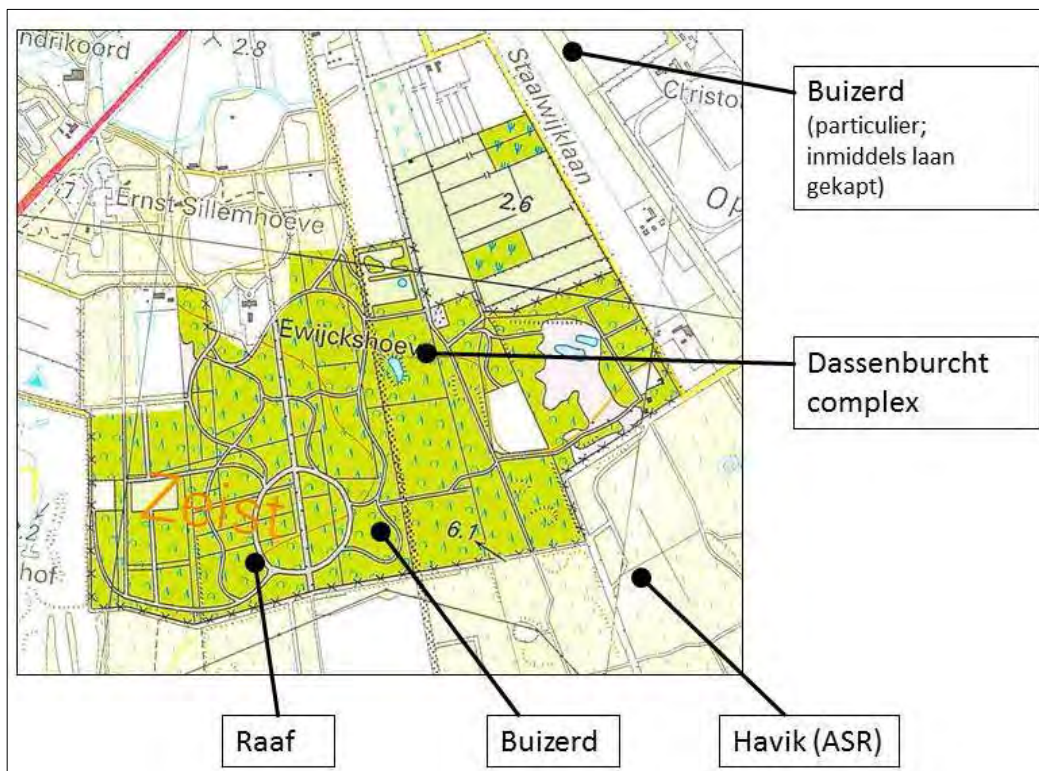 ndrikoord
2.8
Staalwijklaan
Christo
Buizerd
(particulier;
inmiddels laan
gekapt)
Ernst Sillemhoeve
2.6
Op
Ewijckshoev
Dassenburcht
complex
Zeist
6.1
.2
hof
Raaf
Buizerd
Havik (ASR)